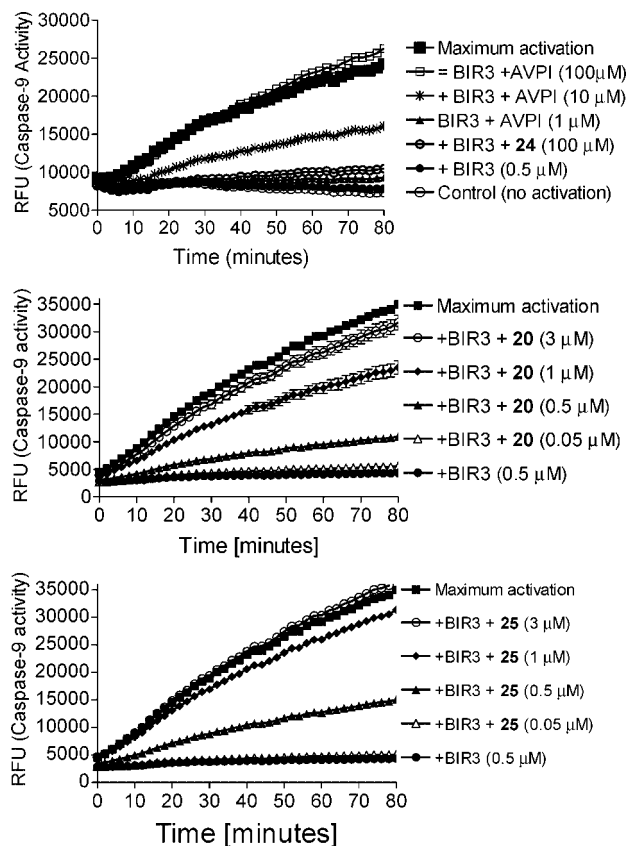 30000
25000
20000
15000
10000
5000
RFU (Caspase-9 Activity)
0 10 20 30 40 50 60 70 80
Time (minutes)
Maximum activation
= BIR3 +AVPI (100µM)
+ BIR3 + AVPI (10 µM)
BIR3 + AVPI (1 µM)
+ BIR3 + 24 (100 µM)
+ BIR3 (0.5 µM)
Control (no activation)
35000
30000
25000
20000
15000
10000
5000
0
RFU (Caspase-9 activity)
0 10 20 30 40 50 60 70 80
Time [minutes]
Maximum activation
+BIR3 + 20 (3 µM)
+BIR3 + 20 (1 µM)
+BIR3 + 20 (0.5 µM)
+BIR3 + 20 (0.05 µM)
+BIR3 (0.5 µM)
35000
30000
25000
20000
15000
10000
5000
0
RFU (Caspase-9 activity)
0 10 20 30 40 50 60 70 80
Time [minutes]
Maximum activation
+BIR3 + 25 (3 µM)
+BIR3 + 25 (1 µM)
+BIR3 + 25 (0.5 µM)
+BIR3 + 25 (0.05 µM)
+BIR3 (0.5 µM)